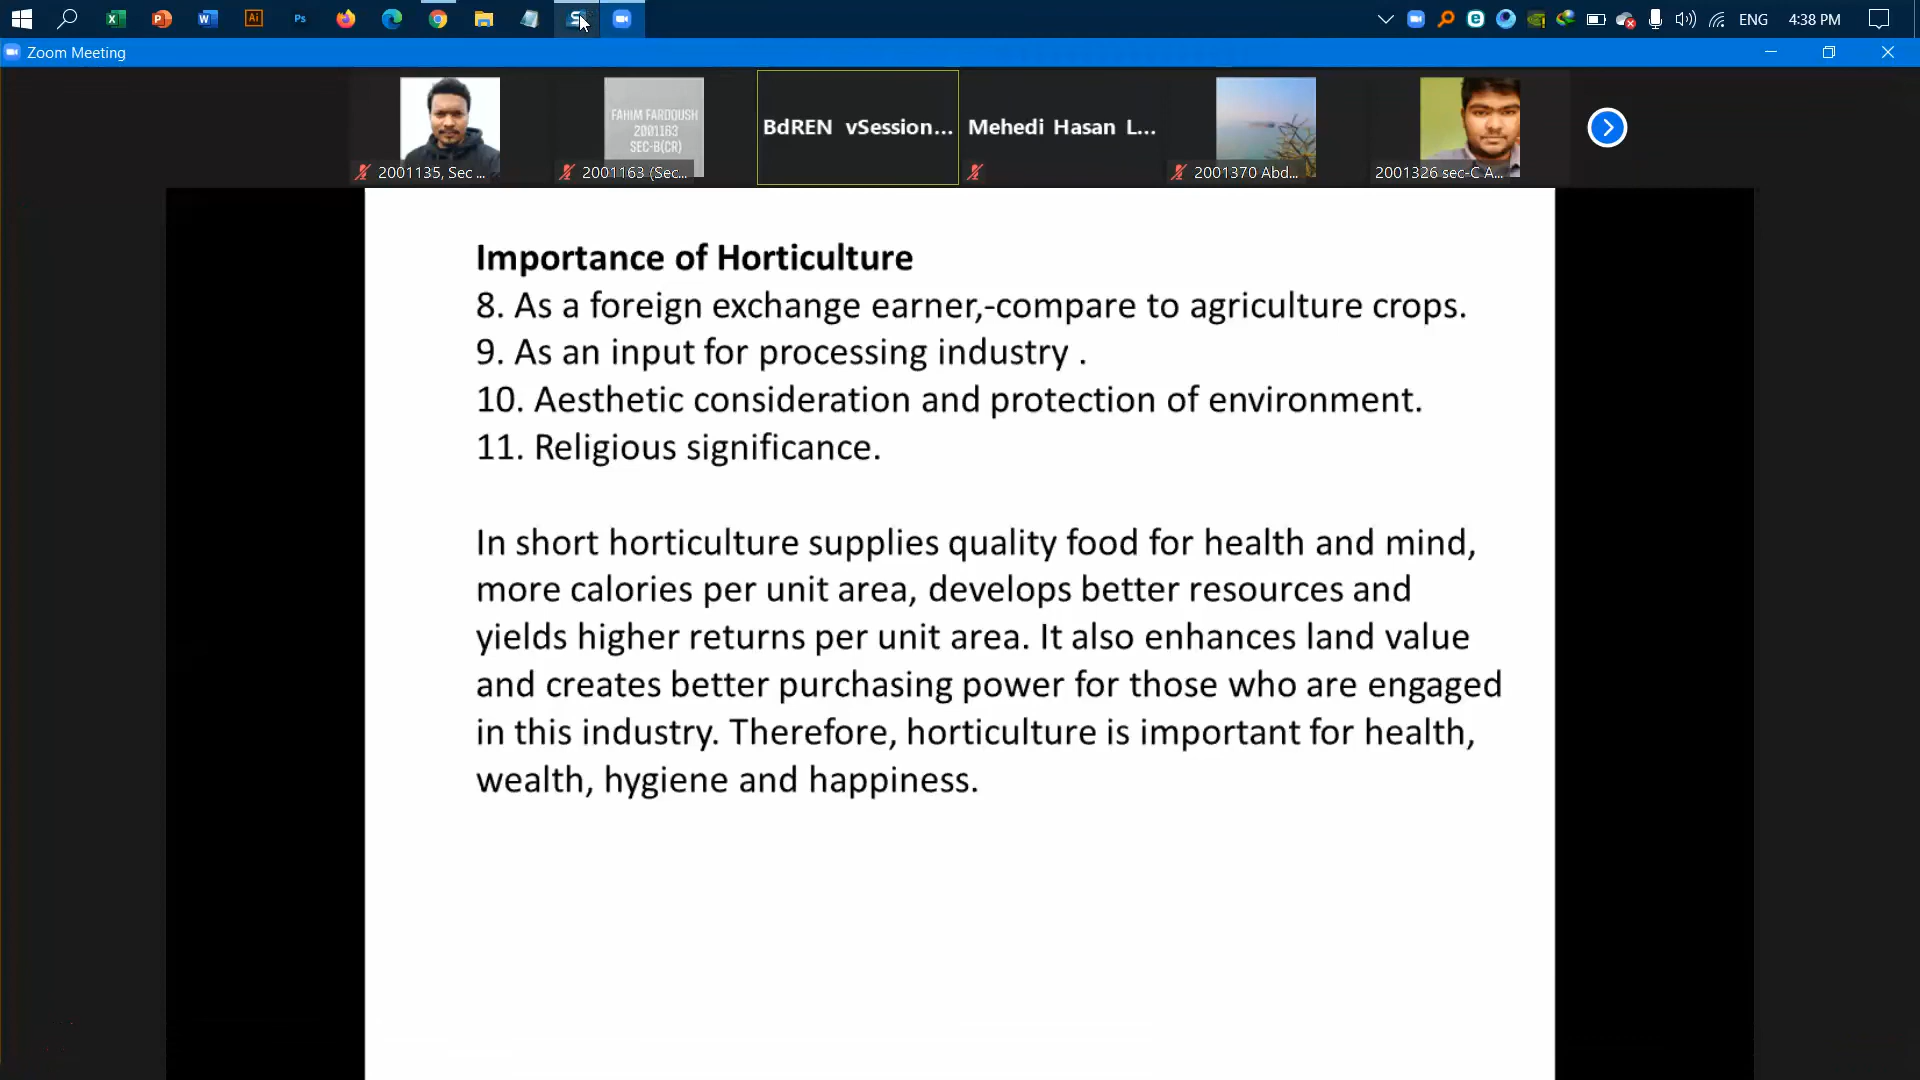 ENG 4:38 PM
Zoom Meeting
FAHIM FARDOUSH
2001163
SEC-B(CR)
BdREN vSession...
Mehedi Hasan L...
2001135, Sec ...
2001163 (Sec...
2001370 Abd...
2001326 sec-C A...
Importance of Horticulture
8. As a foreign exchange earner,-compare to agriculture crops.
9. As an input for processing industry .
10. Aesthetic consideration and protection of environment.
11. Religious significance.
In short horticulture supplies quality food for health and mind,
more calories per unit area, develops better resources and
yields higher returns per unit area. It also enhances land value
and creates better purchasing power for those who are engaged
in this industry. Therefore, horticulture is important for health,
wealth, hygiene and happiness.